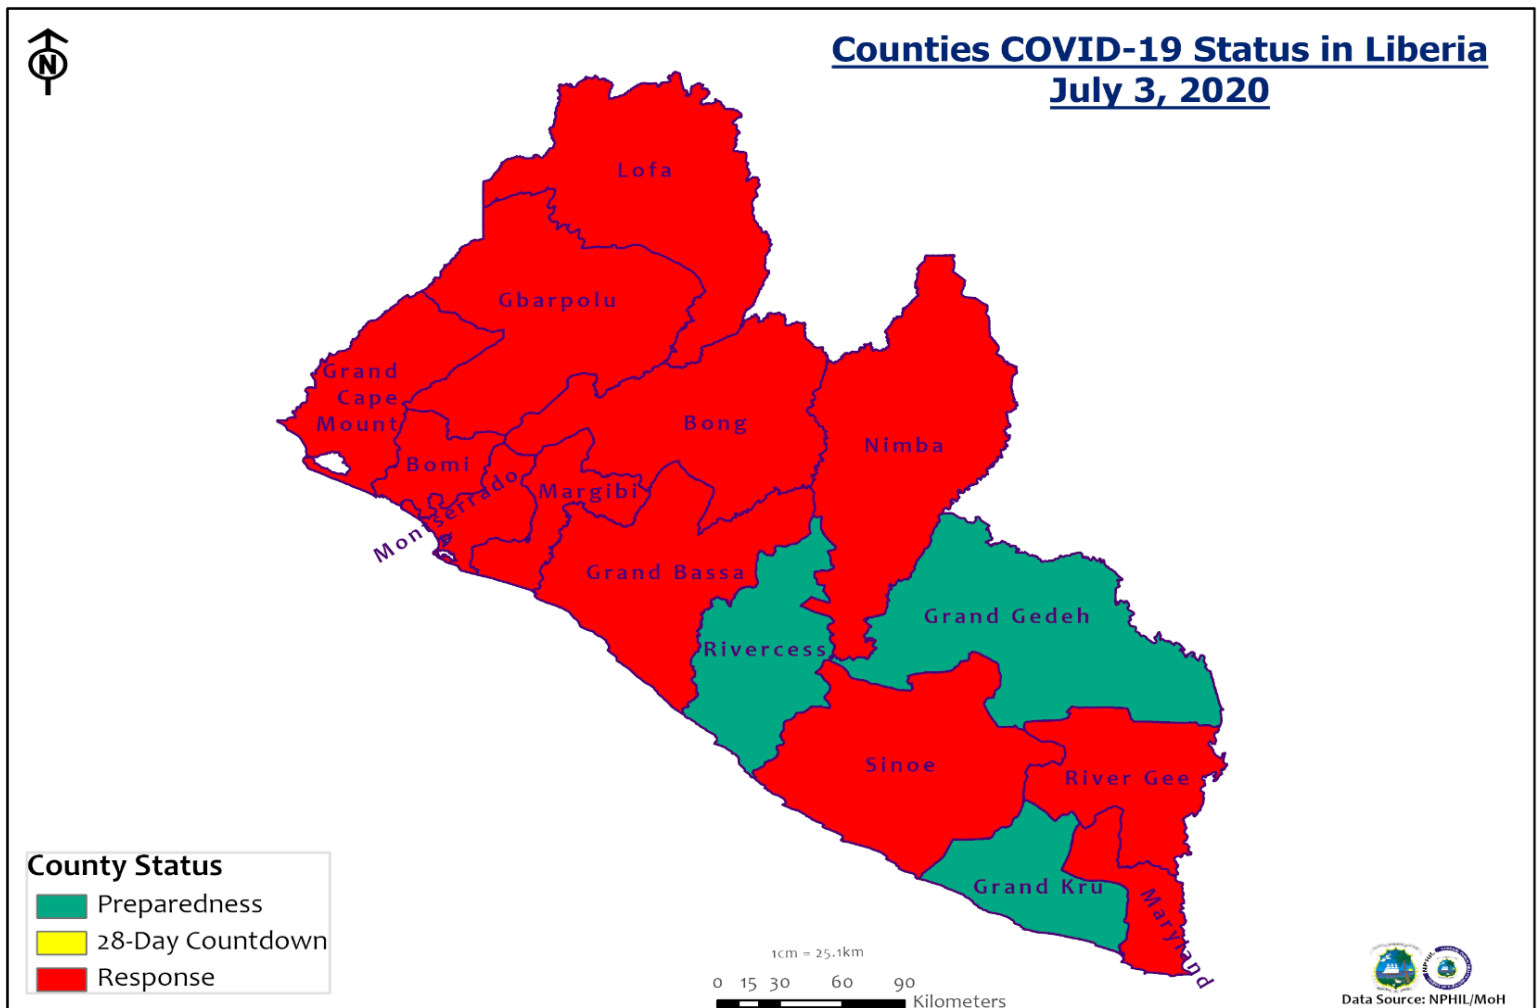 N
Counties COVID-19 Status in Liberia
July 3, 2020
Lofa
Gbarpolu
Grand
Cape
Mount
Bong
Nimba
Bomi
Margibi
Montserrado
Grand Bassa
Grand Gedeh
Rivercess
Sinoe
River Gee
Grand Kru
Maryland
County Status
Preparedness
28-Day Countdown
Response
1cm = 25.1km
0 15 30 60 90
Kilometers
NPHIL
Data Source: NPHIL/MoH